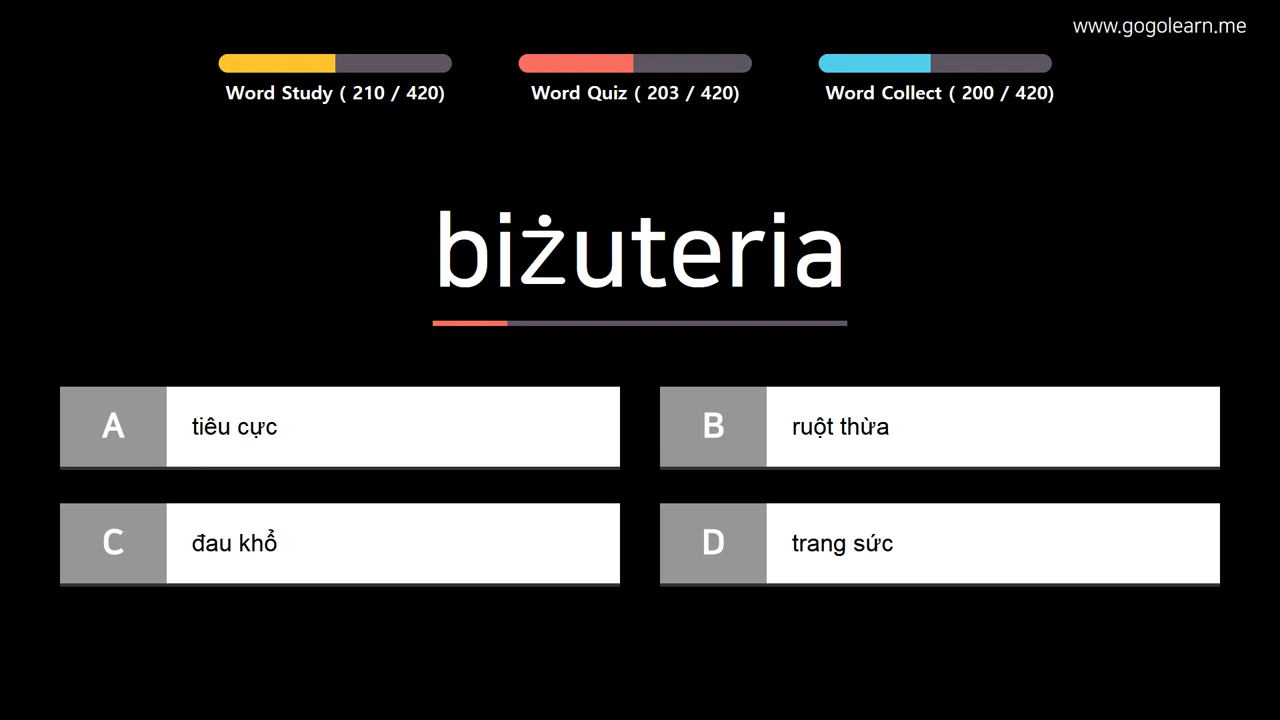 www.gogolearn.me
Word Study ( 210 / 420)
Word Quiz ( 203 / 420)
Word Collect ( 200 / 420)
biżuteria
A
tiêu cực
B
ruột thừa
C
đau khổ
D
trang sức